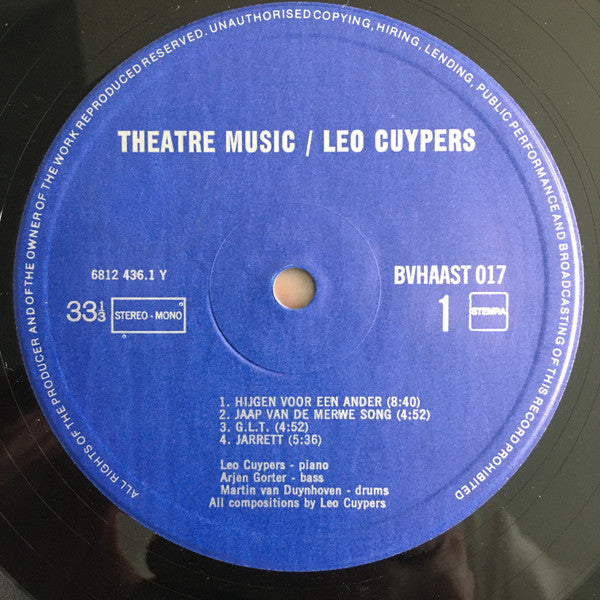 ALL RIGHTS OF THE PRODUCER AND OF THE OWNER OF THE WORK REPRODUCED RESERVED. UNAUTHORISED COPYING, HIRING, LENDING, PUBLIC PERFORMANCE AND BROADCASTING OF THIS RECORD PROHIBITED
THEATRE MUSIC / LEO CUYPERS
6812 436.1 Y
BVHAAST 017
33⅓ STEREO - MONO
1 STEMRA
1. HIJGEN VOOR EEN ANDER (8:40)
2. JAAP VAN DE MERWE SONG (4:52)
3. G.L.T. (4:52)
4. JARRETT (5:36)
Leo Cuypers - piano
Arjen Gorter - bass
Martin van Duynhoven - drums
All compositions by Leo Cuypers